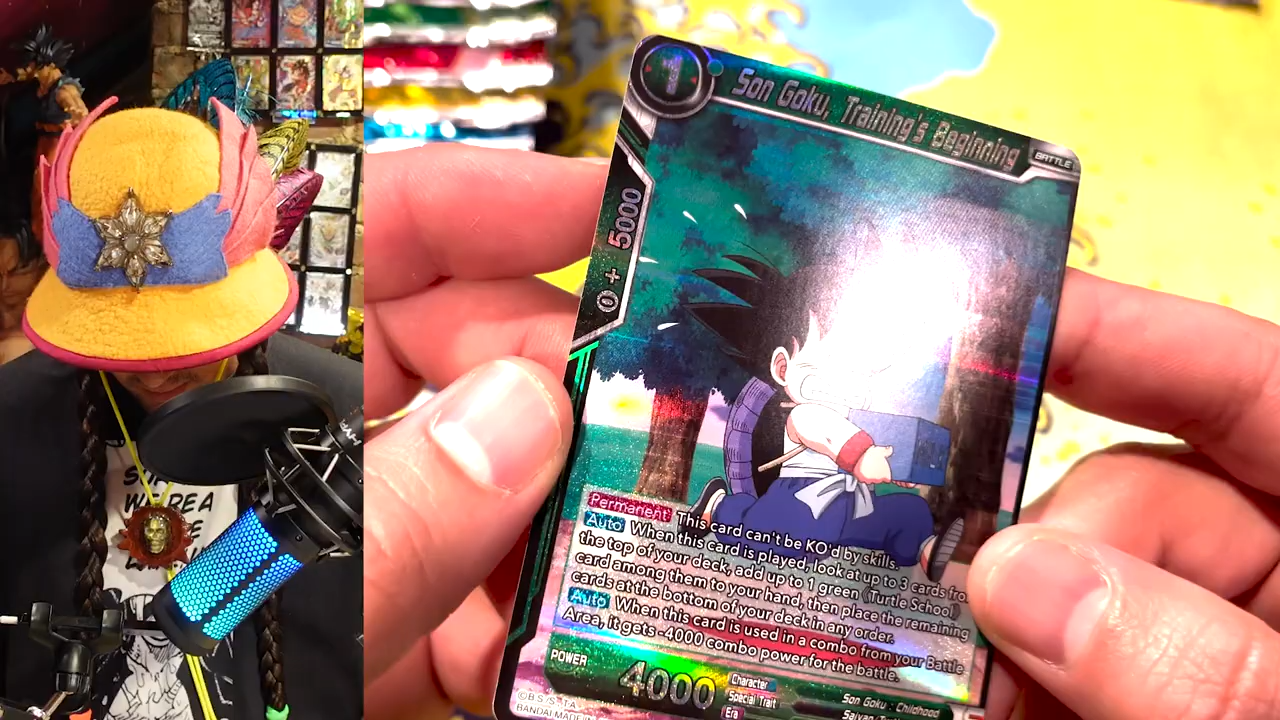 1
Son Goku, Training's Beginning
BATTLE
0 + 5000
Permanent This card can't be KO'd by skills.
Auto When this card is played, look at up to 3 cards fro
the top of your deck, add up to 1 green《Turtle School》
card among them to your hand, then place the remaining
cards at the bottom of your deck in any order.
Auto When this card is used in a combo from your Battle
Area, it gets -4000 combo power for the battle.
POWER
4000
Character
Son Goku : Childhood
Special Trait
Saiyan
Era
©B.S./S.,T.A.
BANDAI MADE
WE R E A